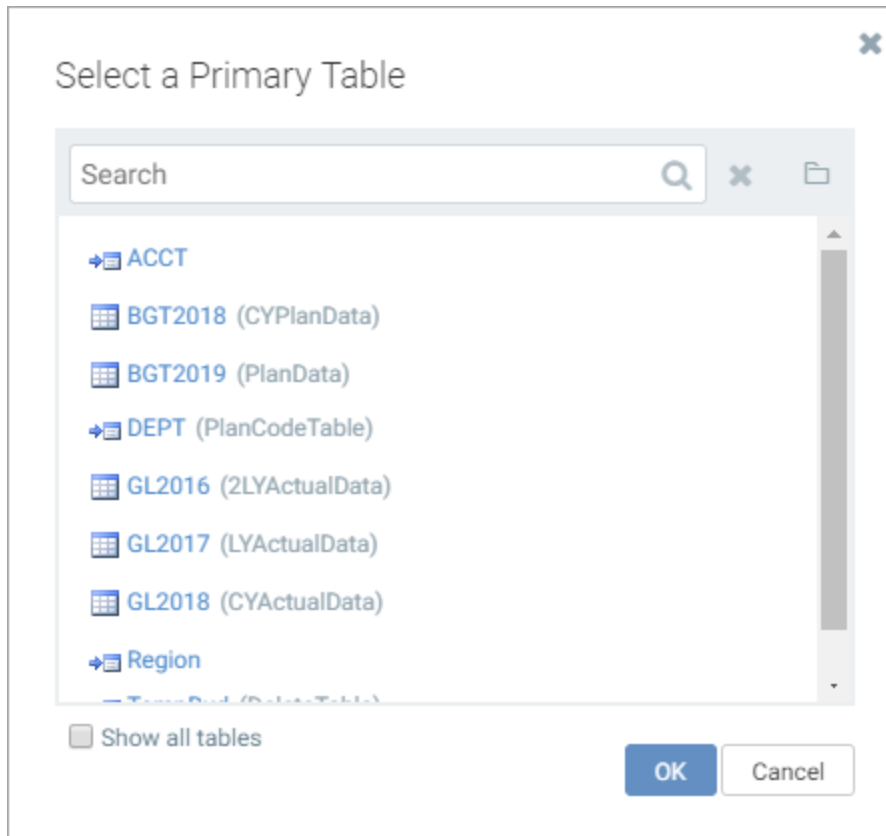 Select a Primary Table
Search
ACCT
BGT2018 (CYPlanData)
BGT2019 (PlanData)
DEPT (PlanCodeTable)
GL2016 (2LYActualData)
GL2017 (LYActualData)
GL2018 (CYActualData)
Region
Show all tables
OK Cancel